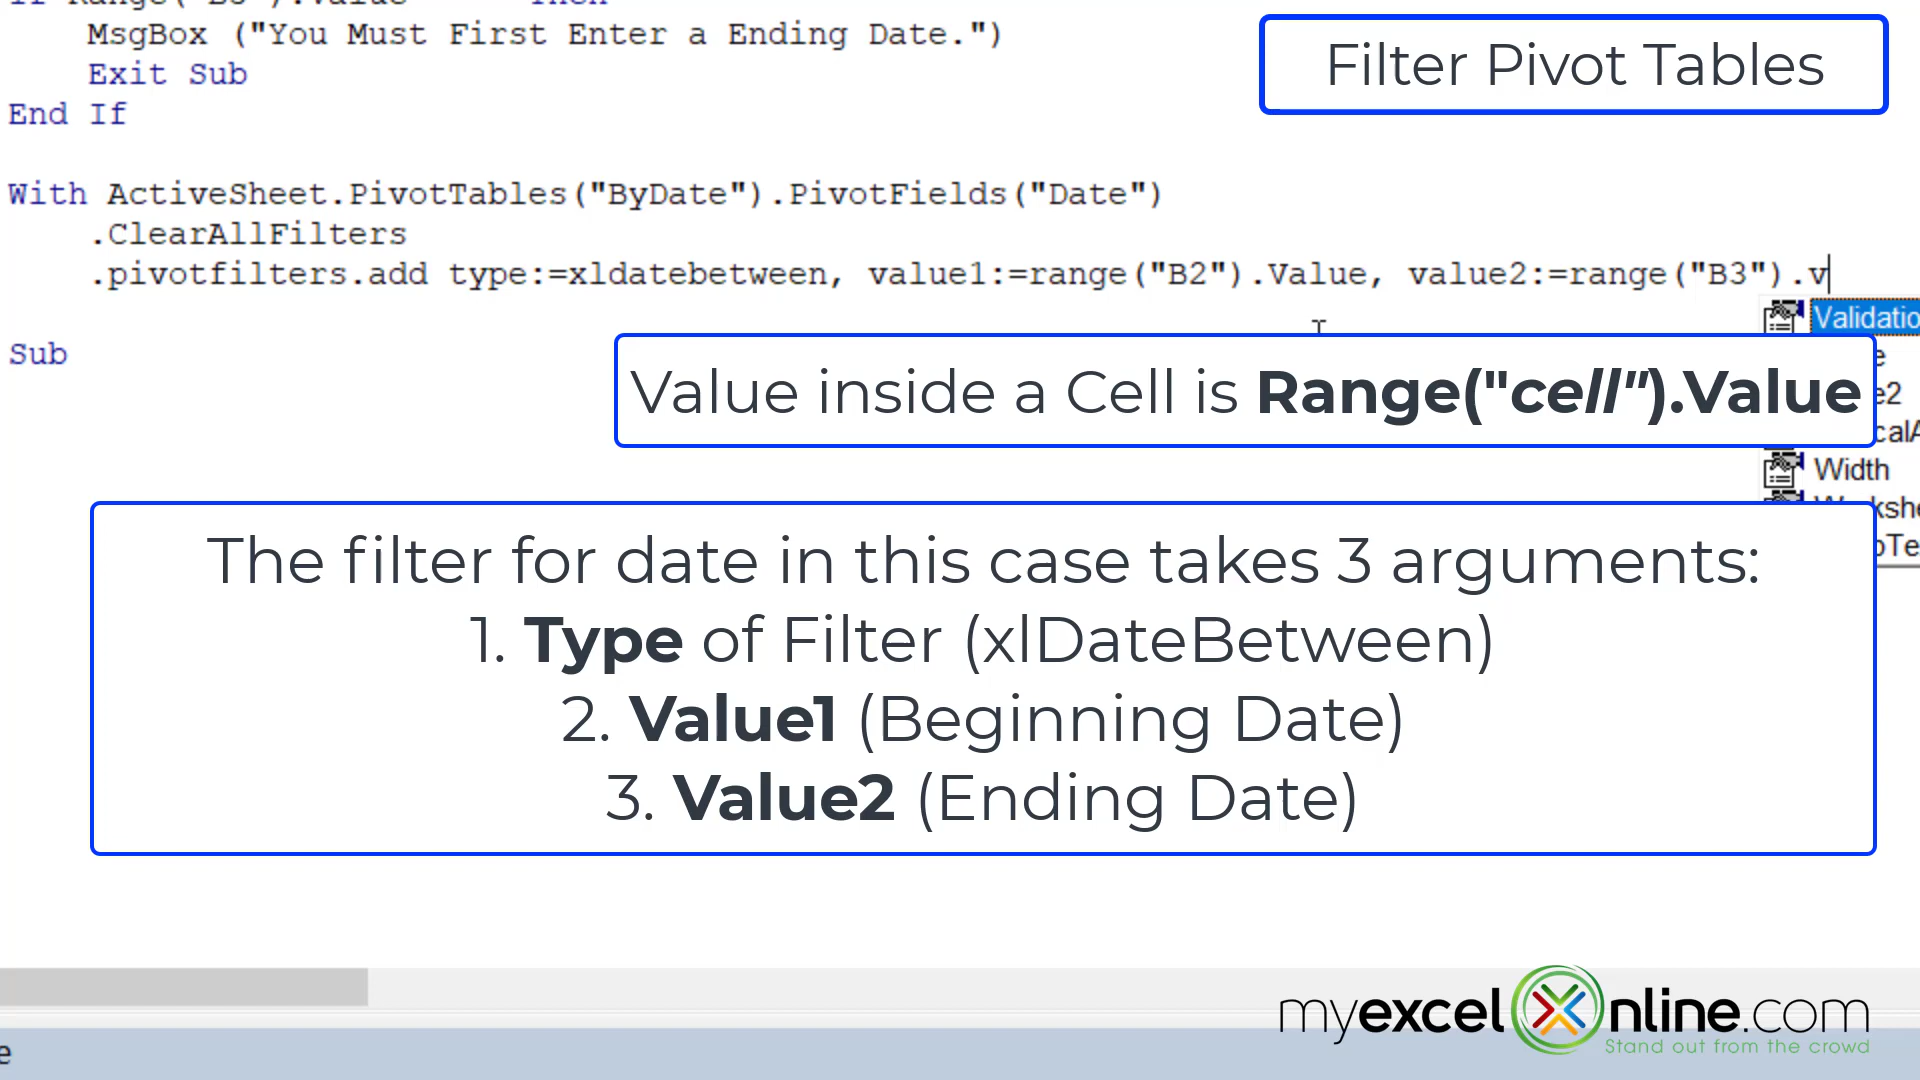 MsgBox ("You Must First Enter a Ending Date.")
Filter Pivot Tables
Exit Sub
End If
With ActiveSheet.PivotTables("ByDate").PivotFields("Date")
.ClearAllFilters
.pivotfilters.add type:=xldatebetween, value1:=range("B2").Value, value2:=range("B3").v
Validatio
Sub
Value inside a Cell is Range("cell").Value
Width
The filter for date in this case takes 3 arguments:
1. Type of Filter (xlDateBetween)
2. Value1 (Beginning Date)
3. Value2 (Ending Date)
myexcelonline.com
Stand out from the crowd